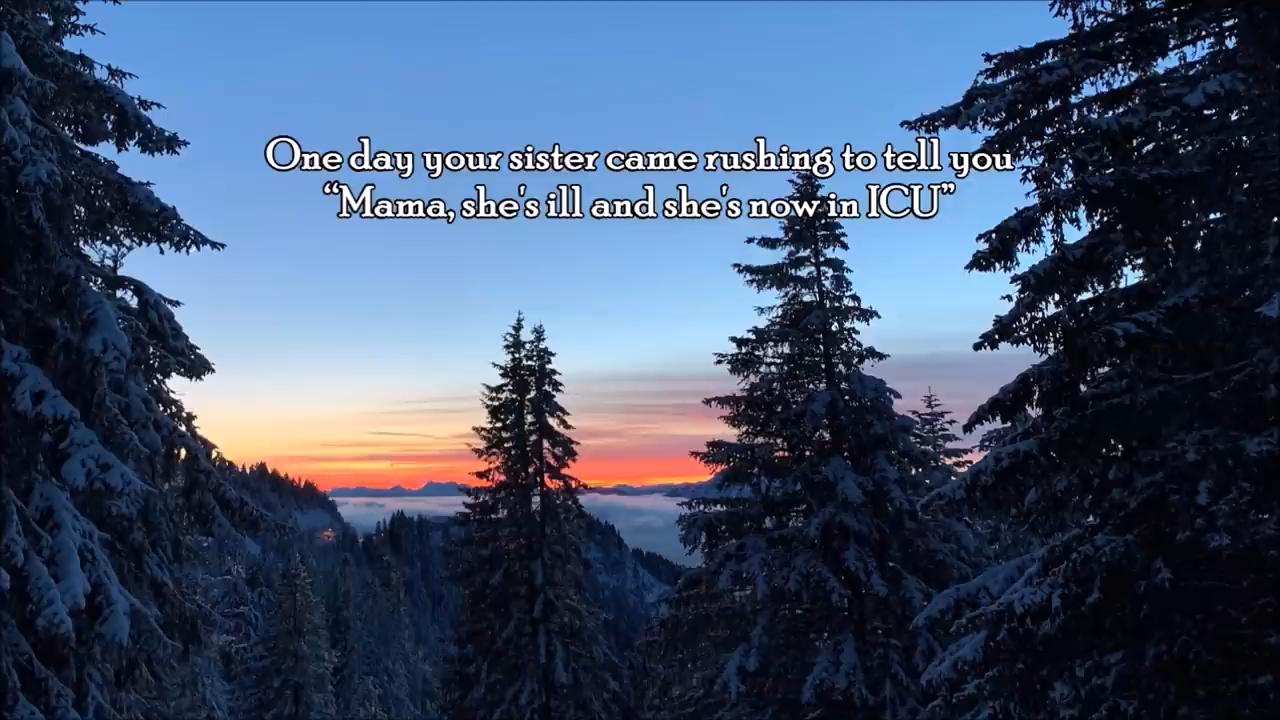 One day your sister came rushing to tell you
“Mama, she's ill and she's now in ICU”